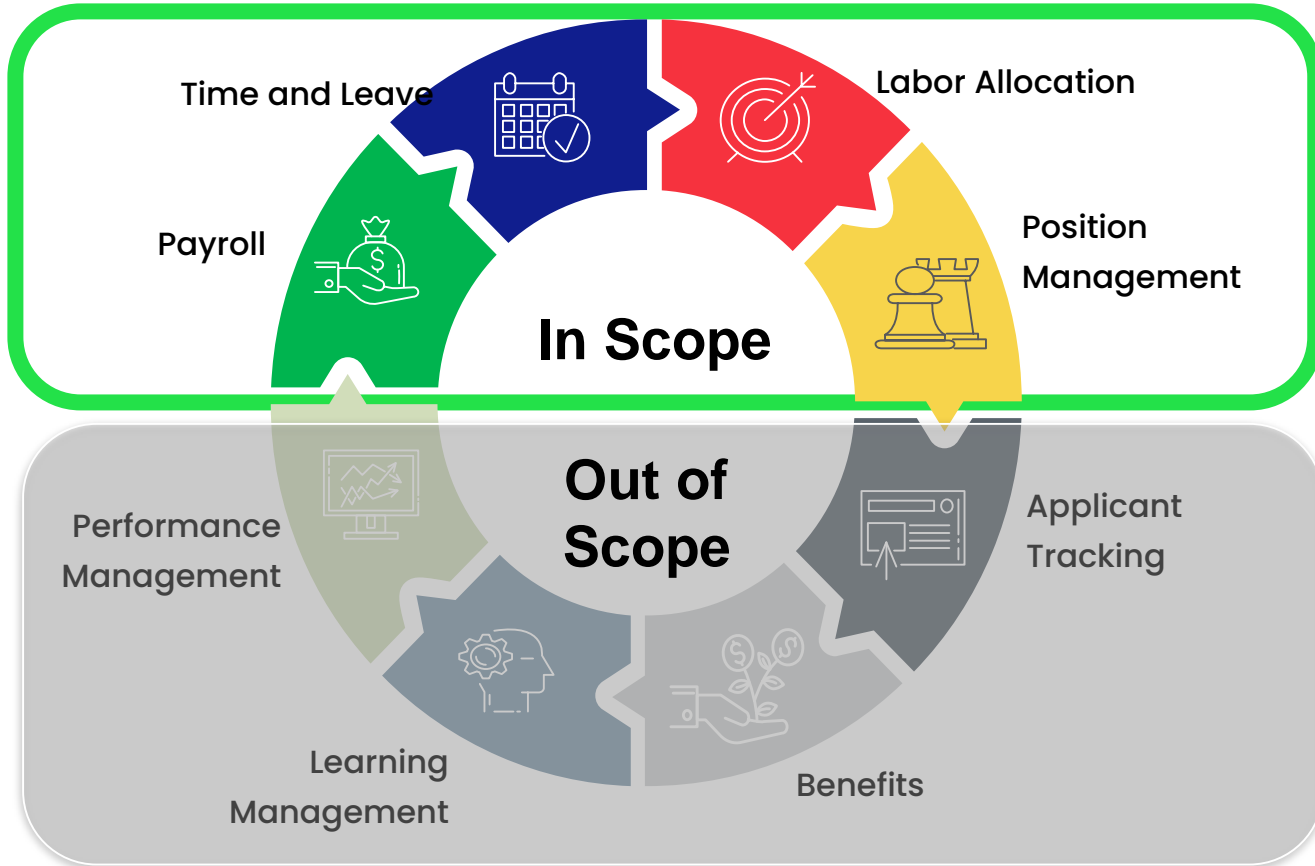 Time and Leave
Labor Allocation
Payroll
Position
Management
In Scope
Out of
Scope
Performance
Management
Applicant
Tracking
Learning
Management
Benefits